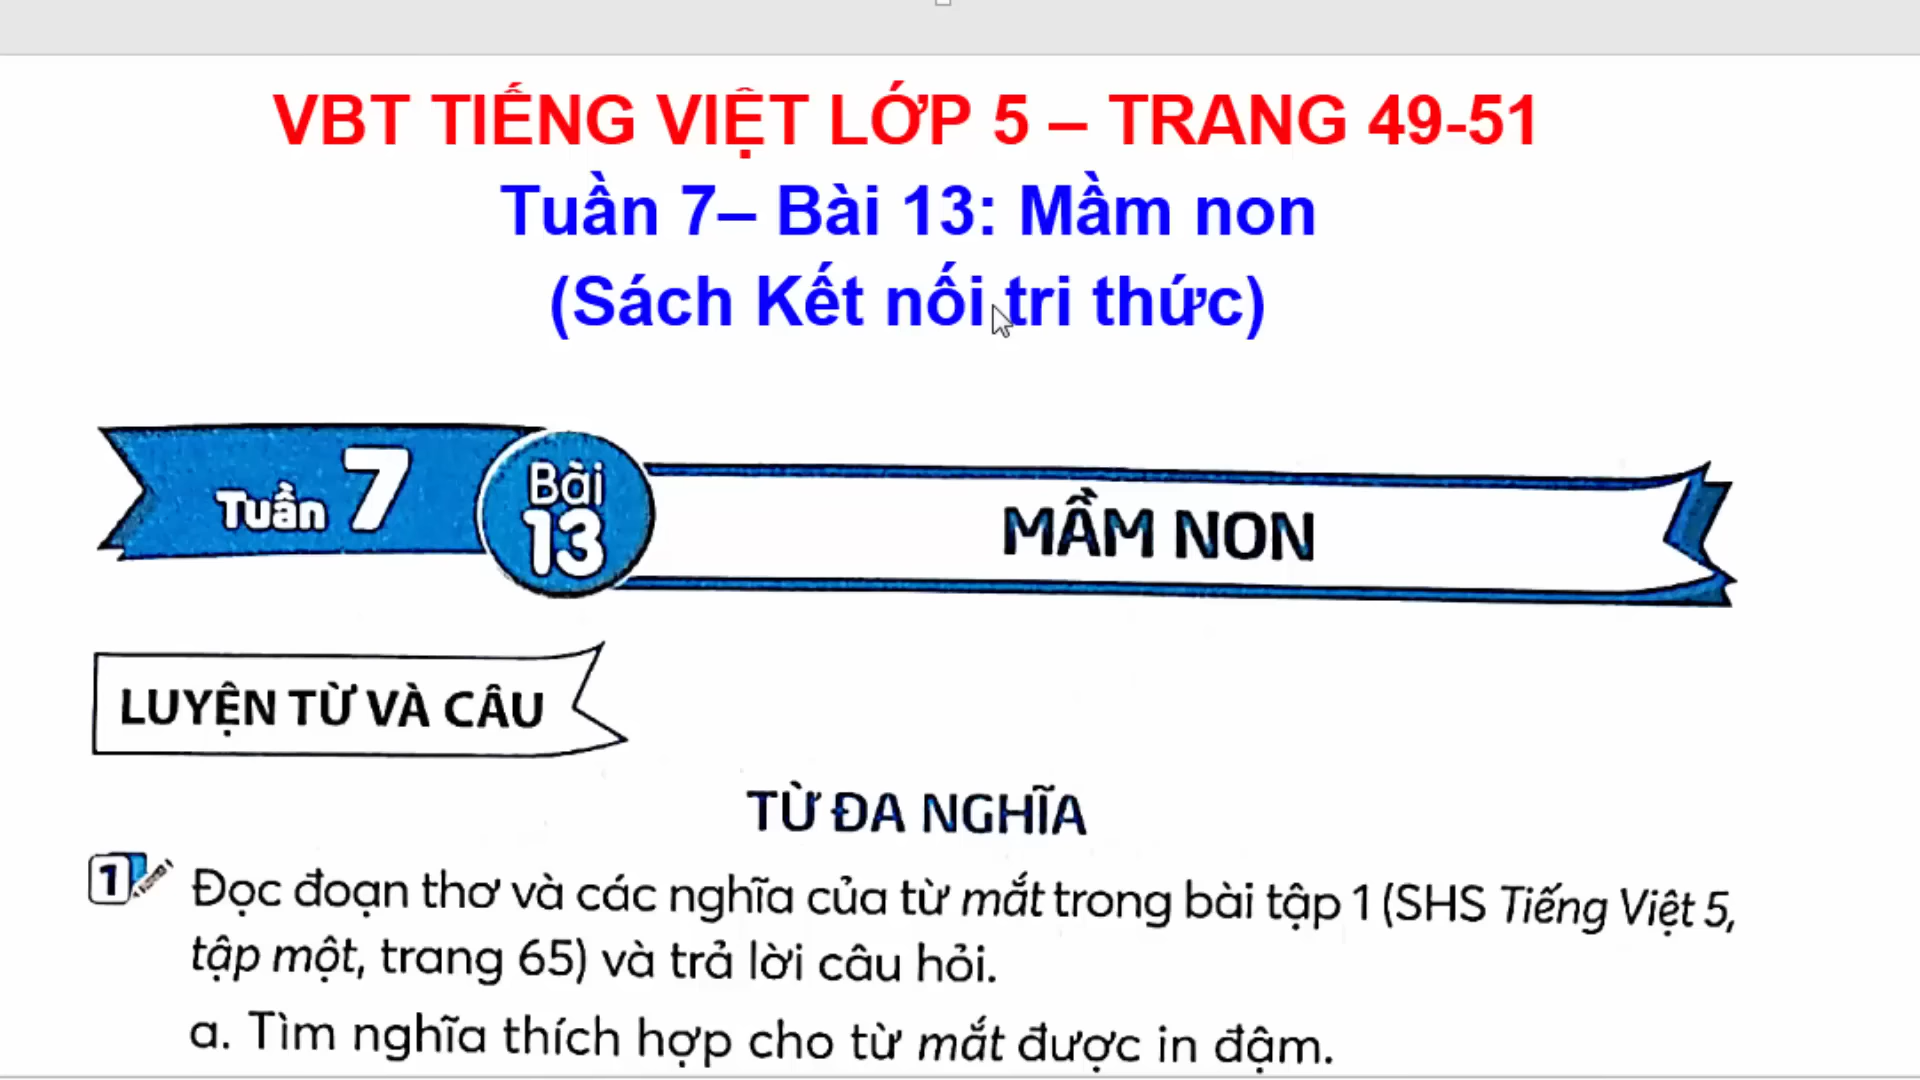 VBT TIẾNG VIỆT LỚP 5 – TRANG 49-51
Tuần 7– Bài 13: Mầm non
(Sách Kết nối tri thức)
Tuần 7 Bài 13 MẦM NON
LUYỆN TỪ VÀ CÂU
TỪ ĐA NGHĨA
1 Đọc đoạn thơ và các nghĩa của từ mắt trong bài tập 1 (SHS Tiếng Việt 5,
tập một, trang 65) và trả lời câu hỏi.
a. Tìm nghĩa thích hợp cho từ mắt được in đậm.